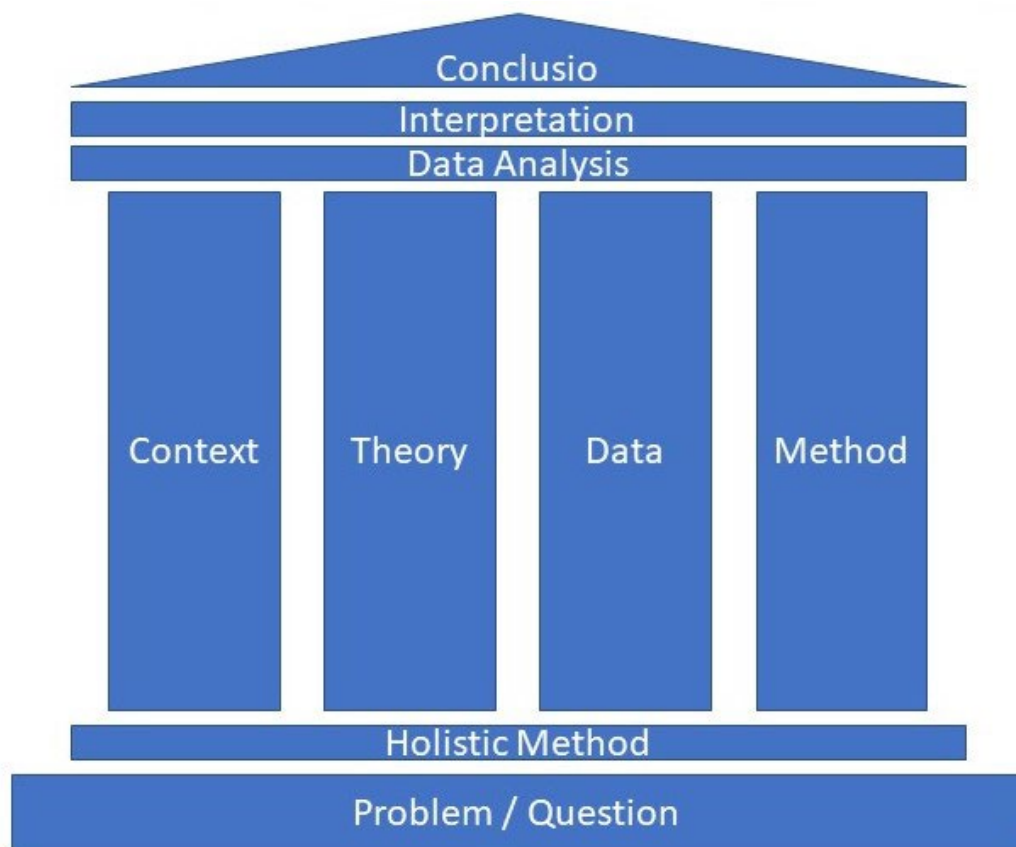 Conclusio
Interpretation
Data Analysis
Context
Theory
Data
Method
Holistic Method
Problem / Question